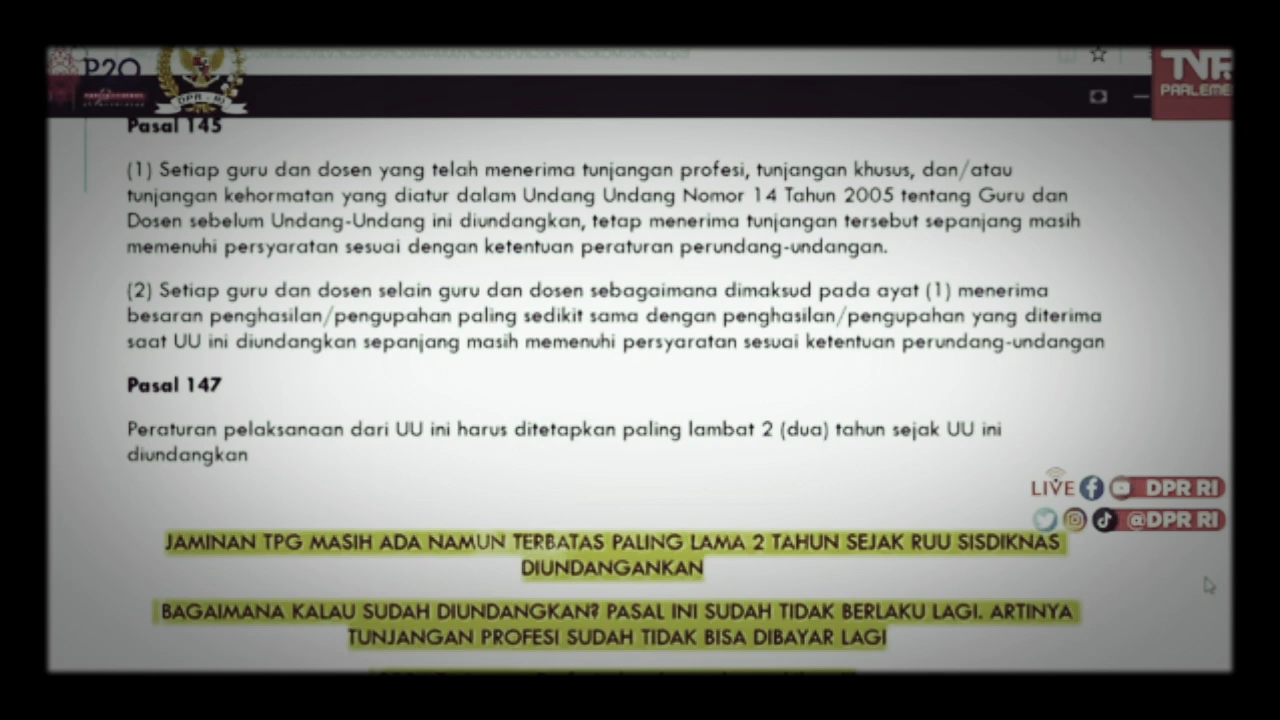 P20
DPR - RI
TVR
PARLEME
Pasal 145
(1) Setiap guru dan dosen yang telah menerima tunjangan profesi, tunjangan khusus, dan/atau
tunjangan kehormatan yang diatur dalam Undang Undang Nomor 14 Tahun 2005 tentang Guru dan
Dosen sebelum Undang-Undang ini diundangkan, tetap menerima tunjangan tersebut sepanjang masih
memenuhi persyaratan sesuai dengan ketentuan peraturan perundang-undangan.
(2) Setiap guru dan dosen selain guru dan dosen sebagaimana dimaksud pada ayat (1) menerima
besaran penghasilan/pengupahan paling sedikit sama dengan penghasilan/pengupahan yang diterima
saat UU ini diundangkan sepanjang masih memenuhi persyaratan sesuai ketentuan perundang-undangan
Pasal 147
Peraturan pelaksanaan dari UU ini harus ditetapkan paling lambat 2 (dua) tahun sejak UU ini
diundangkan
LIVE DPR RI
@DPR RI
JAMINAN TPG MASIH ADA NAMUN TERBATAS PALING LAMA 2 TAHUN SEJAK RUU SISDIKNAS
DIUNDANGANKAN
BAGAIMANA KALAU SUDAH DIUNDANGKAN? PASAL INI SUDAH TIDAK BERLAKU LAGI. ARTINYA
TUNJANGAN PROFESI SUDAH TIDAK BISA DIBAYAR LAGI